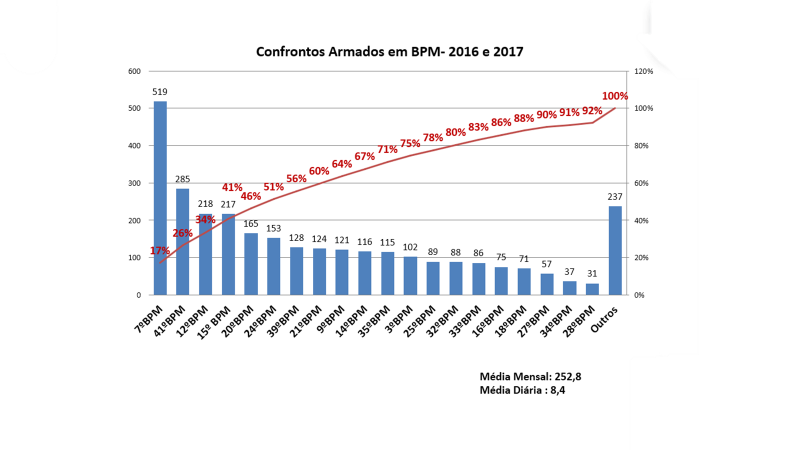 Confrontos Armados em BPM- 2016 e 2017
600
500
400
300
200
100
0
120%
100%
80%
60%
40%
20%
0%
519
285
218
217
165
153
128
124
121
116
115
102
89
88
86
75
71
57
37
31
237
17%
26%
34%
41%
46%
51%
56%
60%
64%
67%
71%
75%
78%
80%
83%
86%
88%
90%
91%
92%
100%
7ºBPM
41ºBPM
12ºBPM
15º BPM
20ºBPM
24ºBPM
39ºBPM
21ºBPM
9ºBPM
14ºBPM
35ºBPM
3ºBPM
25ºBPM
32ºBPM
33ºBPM
16ºBPM
18ºBPM
27ºBPM
34ºBPM
28ºBPM
Outros
Média Mensal: 252,8
Média Diária : 8,4